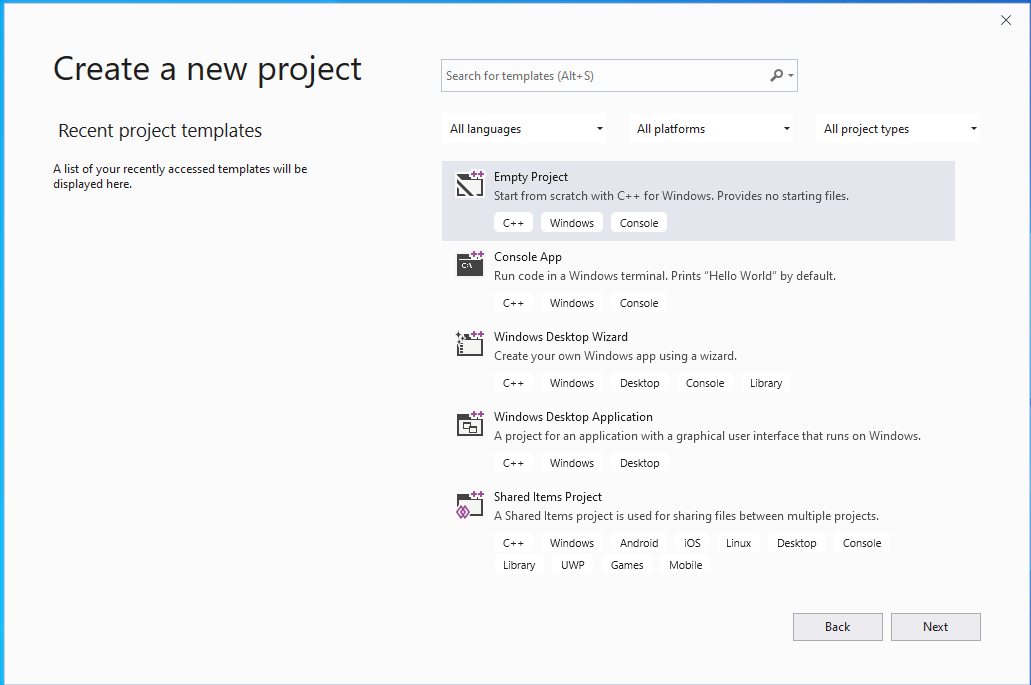 Create a new project
Search for templates (Alt+S)
Recent project templates
A list of your recently accessed templates will be
displayed here.
All languages
All platforms
All project types
Empty Project
Start from scratch with C++ for Windows. Provides no starting files.
C++ Windows Console
C:\
Console App
Run code in a Windows terminal. Prints “Hello World” by default.
C++ Windows Console
Windows Desktop Wizard
Create your own Windows app using a wizard.
C++ Windows Desktop Console Library
Windows Desktop Application
A project for an application with a graphical user interface that runs on Windows.
C++ Windows Desktop
Shared Items Project
A Shared Items project is used for sharing files between multiple projects.
C++ Windows Android iOS Linux Desktop Console
Library UWP Games Mobile
Back Next